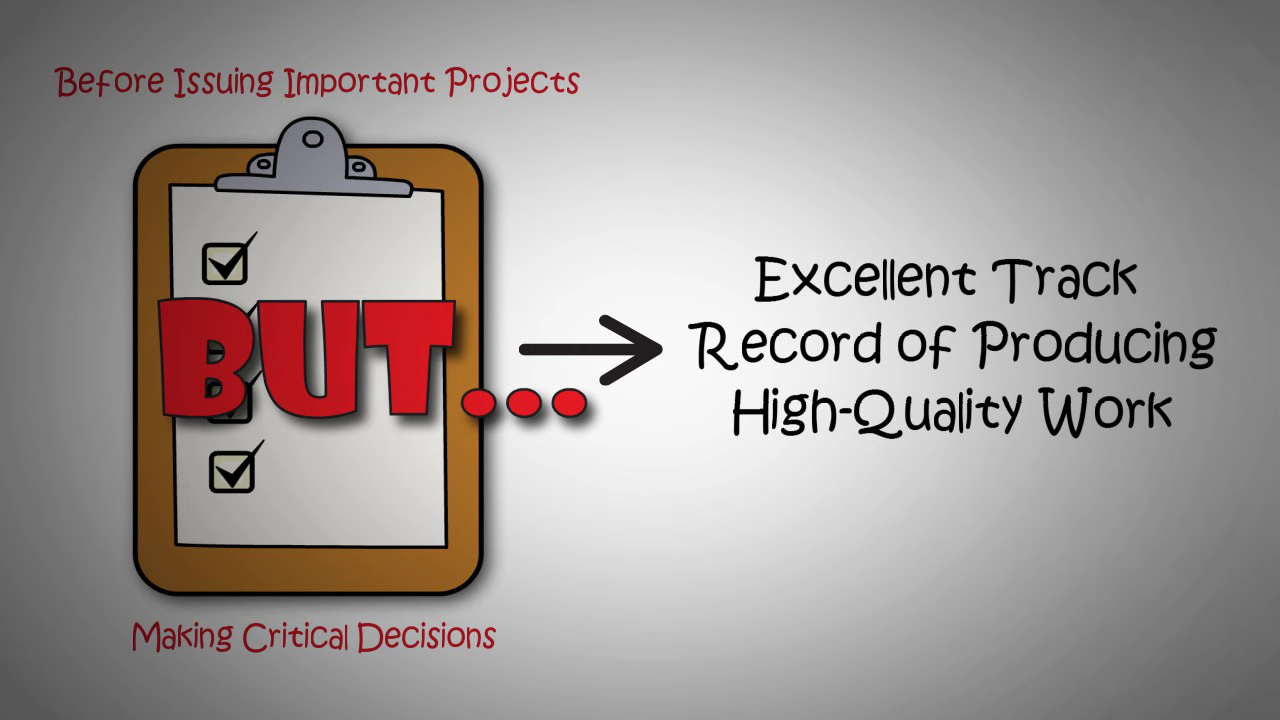 Before Issuing Important Projects
BUT...
Excellent Track
Record of Producing
High-Quality Work
Making Critical Decisions